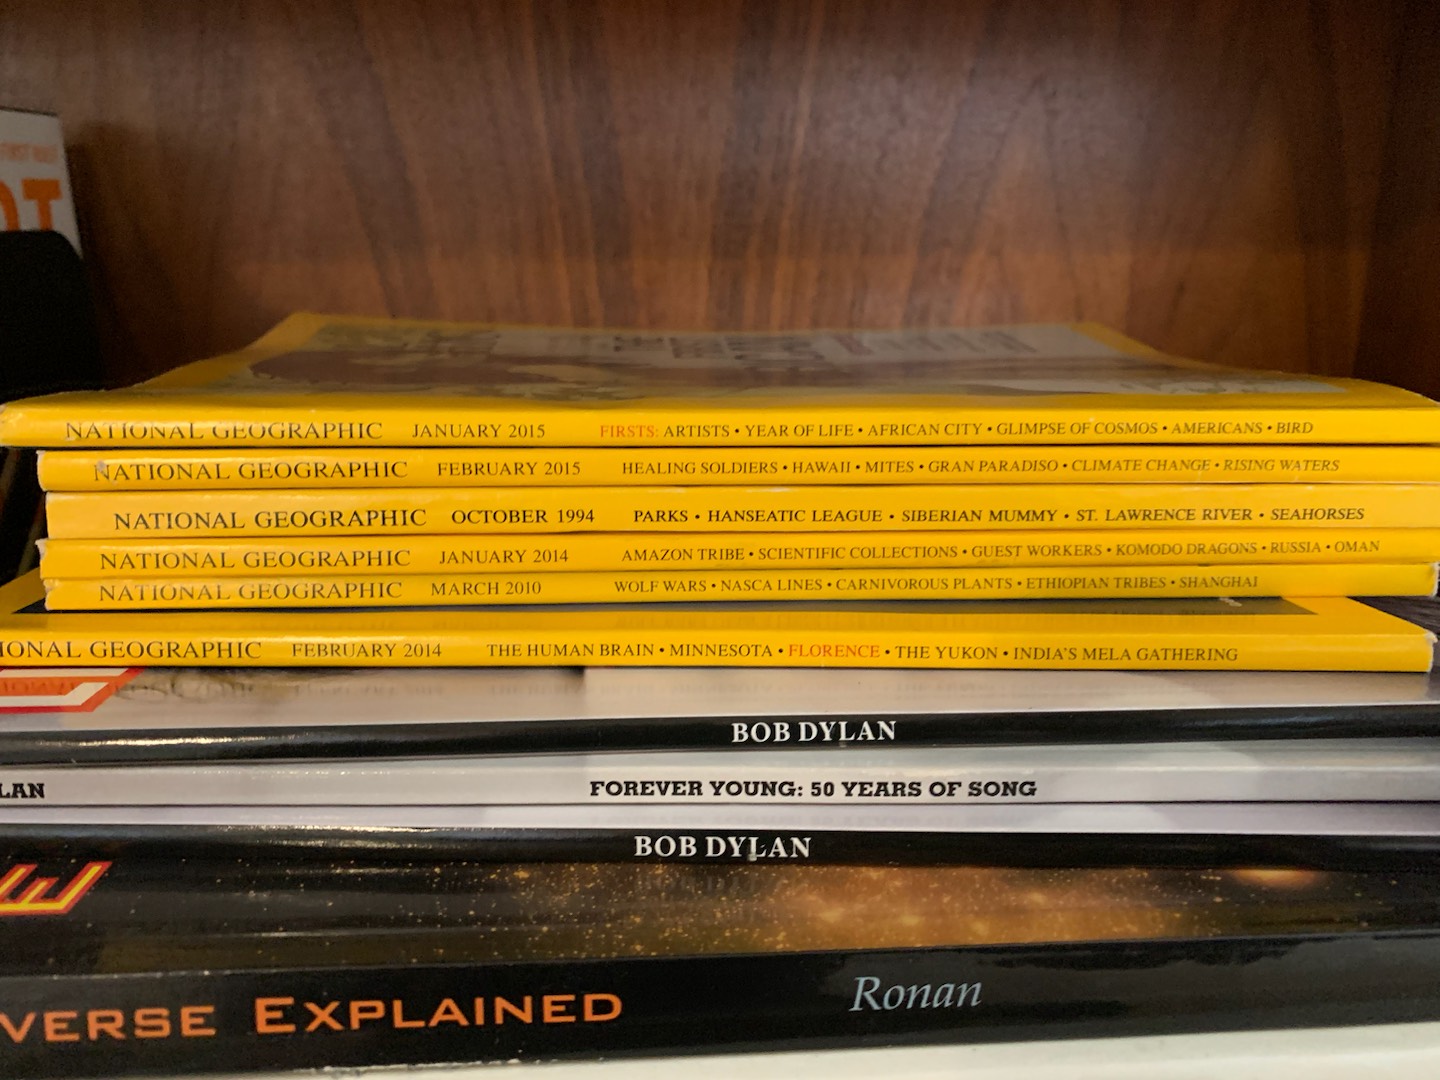 OT
NATIONAL GEOGRAPHIC JANUARY 2015 FIRSTS: ARTISTS • YEAR OF LIFE • AFRICAN CITY • GLIMPSE OF COSMOS • AMERICANS • BIRD
NATIONAL GEOGRAPHIC FEBRUARY 2015 HEALING SOLDIERS • HAWAII • MITES • GRAN PARADISO • CLIMATE CHANGE • RISING WATERS
NATIONAL GEOGRAPHIC OCTOBER 1994 PARKS • HANSEATIC LEAGUE • SIBERIAN MUMMY • ST. LAWRENCE RIVER • SEAHORSES
NATIONAL GEOGRAPHIC JANUARY 2014 AMAZON TRIBE • SCIENTIFIC COLLECTIONS • GUEST WORKERS • KOMODO DRAGONS • RUSSIA • OMAN
NATIONAL GEOGRAPHIC MARCH 2010 WOLF WARS • NASCA LINES • CARNIVOROUS PLANTS • ETHIOPIAN TRIBES • SHANGHAI
IONAL GEOGRAPHIC FEBRUARY 2014 THE HUMAN BRAIN • MINNESOTA • FLORENCE • THE YUKON • INDIA'S MELA GATHERING
BOB DYLAN
LAN FOREVER YOUNG: 50 YEARS OF SONG
BOB DYLAN
VERSE EXPLAINED Ronan